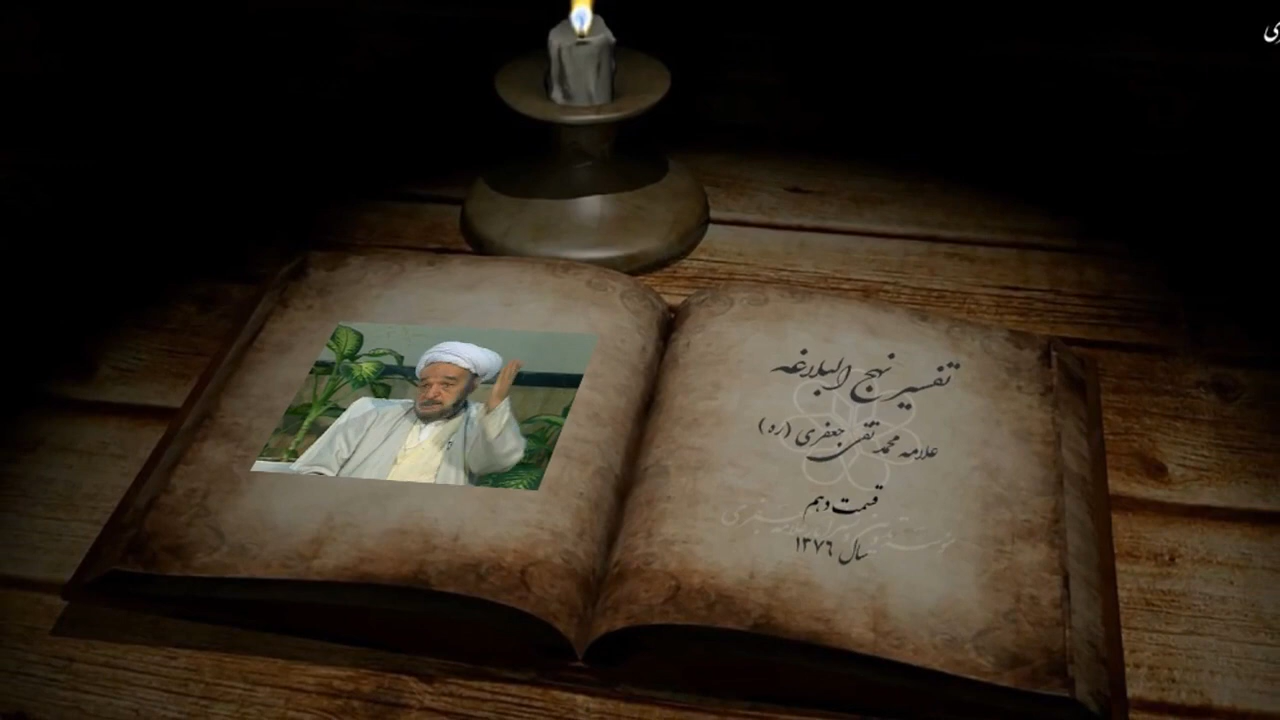 تفسیر نهج البلاغه
علامه محمد تقی جعفری (ره)
قسمت دهم
سال ۱۳۷۶